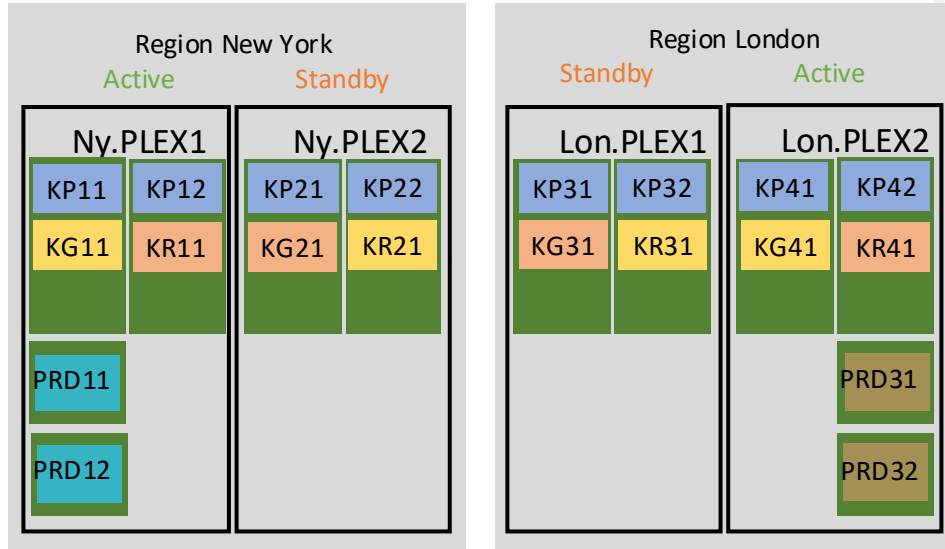 Region New York
Active Standby
Ny.PLEX1 Ny.PLEX2
KP11 KP12 KP21 KP22
KG11 KR11 KG21 KR21
PRD11
PRD12
Region London
Standby Active
Lon.PLEX1 Lon.PLEX2
KP31 KP32 KP41 KP42
KG31 KR31 KG41 KR41
PRD31
PRD32